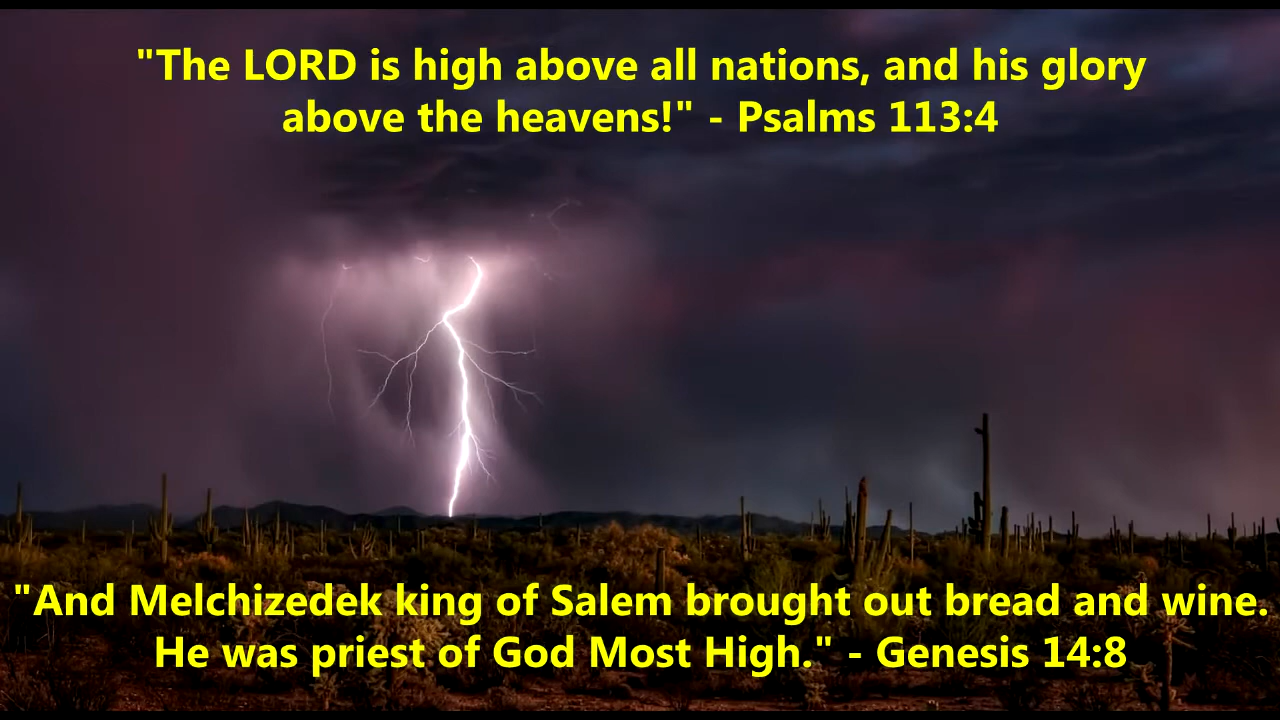 "The LORD is high above all nations, and his glory
above the heavens!" - Psalms 113:4
"And Melchizedek king of Salem brought out bread and wine.
He was priest of God Most High." - Genesis 14:8